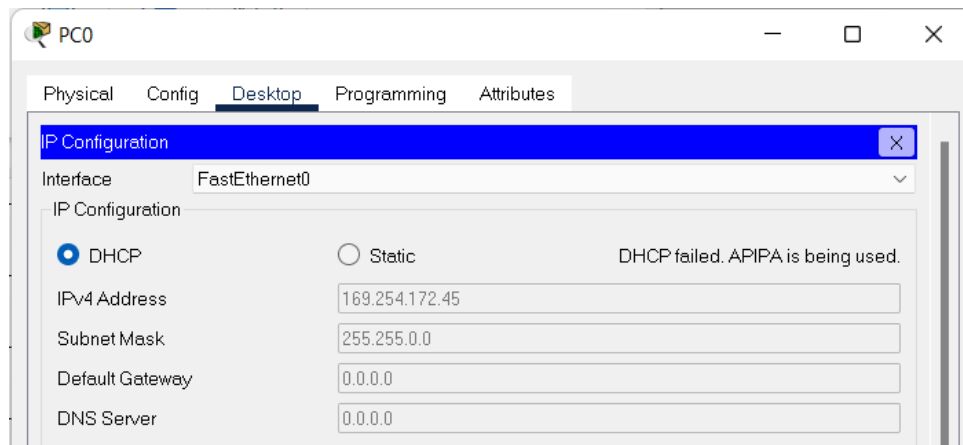 PC0
Physical Config Desktop Programming Attributes
IP Configuration X
Interface FastEthernet0
IP Configuration
DHCP Static DHCP failed. APIPA is being used.
IPv4 Address 169.254.172.45
Subnet Mask 255.255.0.0
Default Gateway 0.0.0.0
DNS Server 0.0.0.0